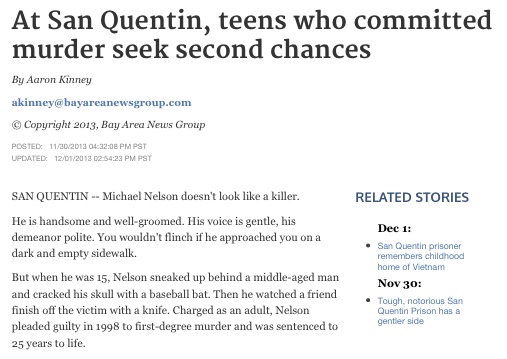 At San Quentin, teens who committed
murder seek second chances
By Aaron Kinney
akinney@bayareanewsgroup.com
© Copyright 2013, Bay Area News Group
POSTED: 11/30/2013 04:32:08 PM PST
UPDATED: 12/01/2013 02:54:23 PM PST
SAN QUENTIN -- Michael Nelson doesn't look like a killer.
He is handsome and well-groomed. His voice is gentle, his
demeanor polite. You wouldn't flinch if he approached you on a
dark and empty sidewalk.
But when he was 15, Nelson sneaked up behind a middle-aged man
and cracked his skull with a baseball bat. Then he watched a friend
finish off the victim with a knife. Charged as an adult, Nelson
pleaded guilty in 1998 to first-degree murder and was sentenced to
25 years to life.
RELATED STORIES
Dec 1:
San Quentin prisoner
remembers childhood
home of Vietnam
Nov 30:
Tough, notorious San
Quentin Prison has a
gentler side